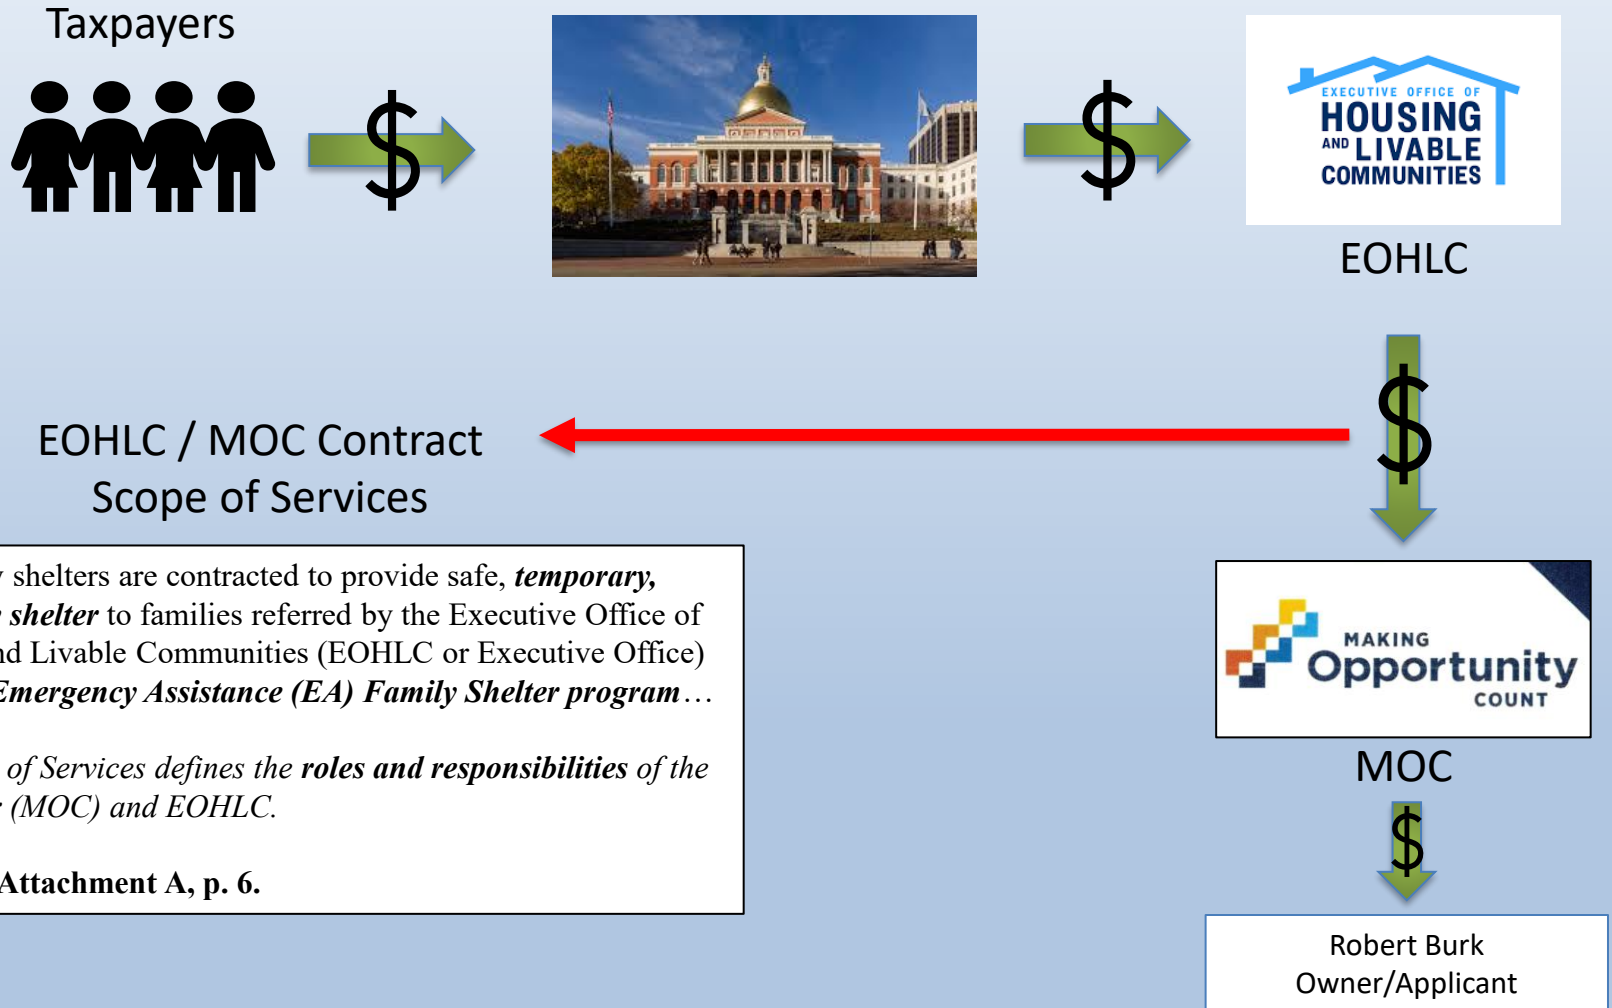 Taxpayers
$
$
EXECUTIVE OFFICE OF
HOUSING
AND LIVABLE
COMMUNITIES
EOHLC
$
EOHLC / MOC Contract
Scope of Services
shelters are contracted to provide safe, temporary,
shelter to families referred by the Executive Office of
nd Livable Communities (EOHLC or Executive Office)
Emergency Assistance (EA) Family Shelter program…
of Services defines the roles and responsibilities of the
(MOC) and EOHLC.
Attachment A, p. 6.
MAKING
Opportunity
COUNT
MOC
$
Robert Burk
Owner/Applicant